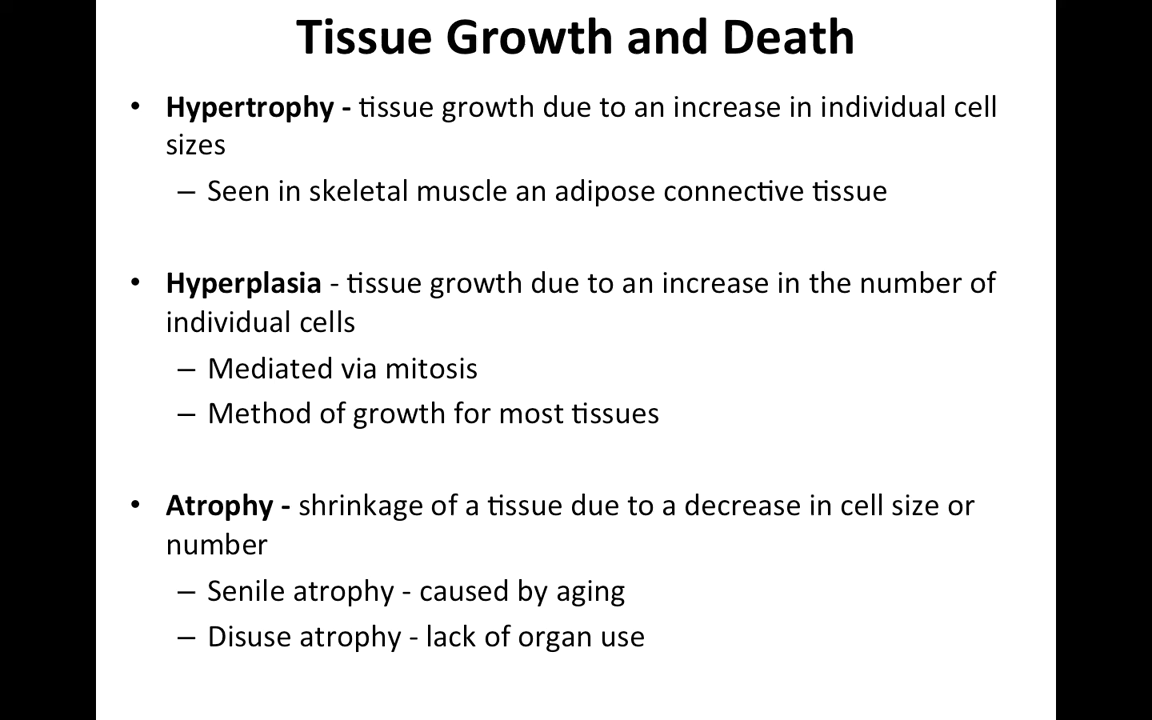 Tissue Growth and Death
• Hypertrophy - tissue growth due to an increase in individual cell
sizes
– Seen in skeletal muscle an adipose connective tissue
• Hyperplasia - tissue growth due to an increase in the number of
individual cells
– Mediated via mitosis
– Method of growth for most tissues
• Atrophy - shrinkage of a tissue due to a decrease in cell size or
number
– Senile atrophy - caused by aging
– Disuse atrophy - lack of organ use